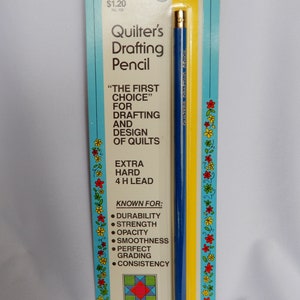 $1.20
Quilter's
Drafting
Pencil
"THE FIRST
CHOICE"
FOR
DRAFTING
AND
DESIGN
OF QUILTS
EXTRA
HARD
4 H LEAD
KNOWN FOR:
• DURABILITY
• STRENGTH
• OPACITY
• SMOOTHNESS
• PERFECT
GRADING
• CONSISTENCY